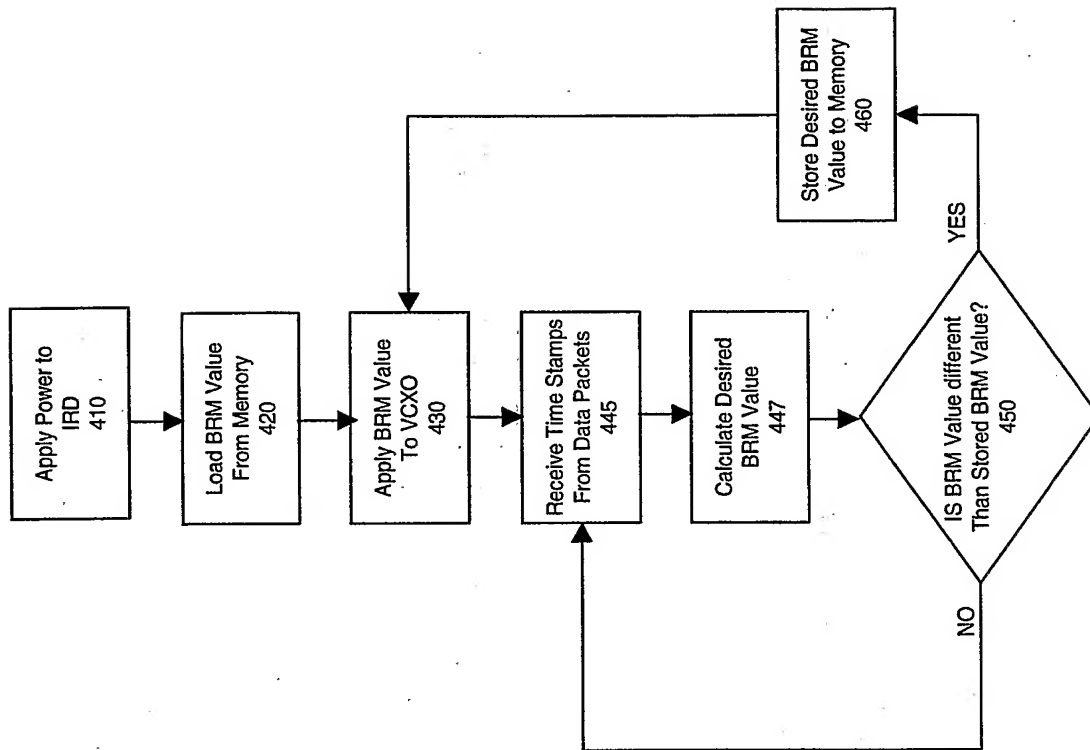 Apply Power to
IRD
410
Load BRM Value
From Memory
420
Apply BRM Value
To VCXO
430
Receive Time Stamps
From Data Packets
445
Calculate Desired
BRM Value
447
IS BRM Value different
Than Stored BRM Value?
450
YES
NO
Store Desired BRM
Value to Memory
460